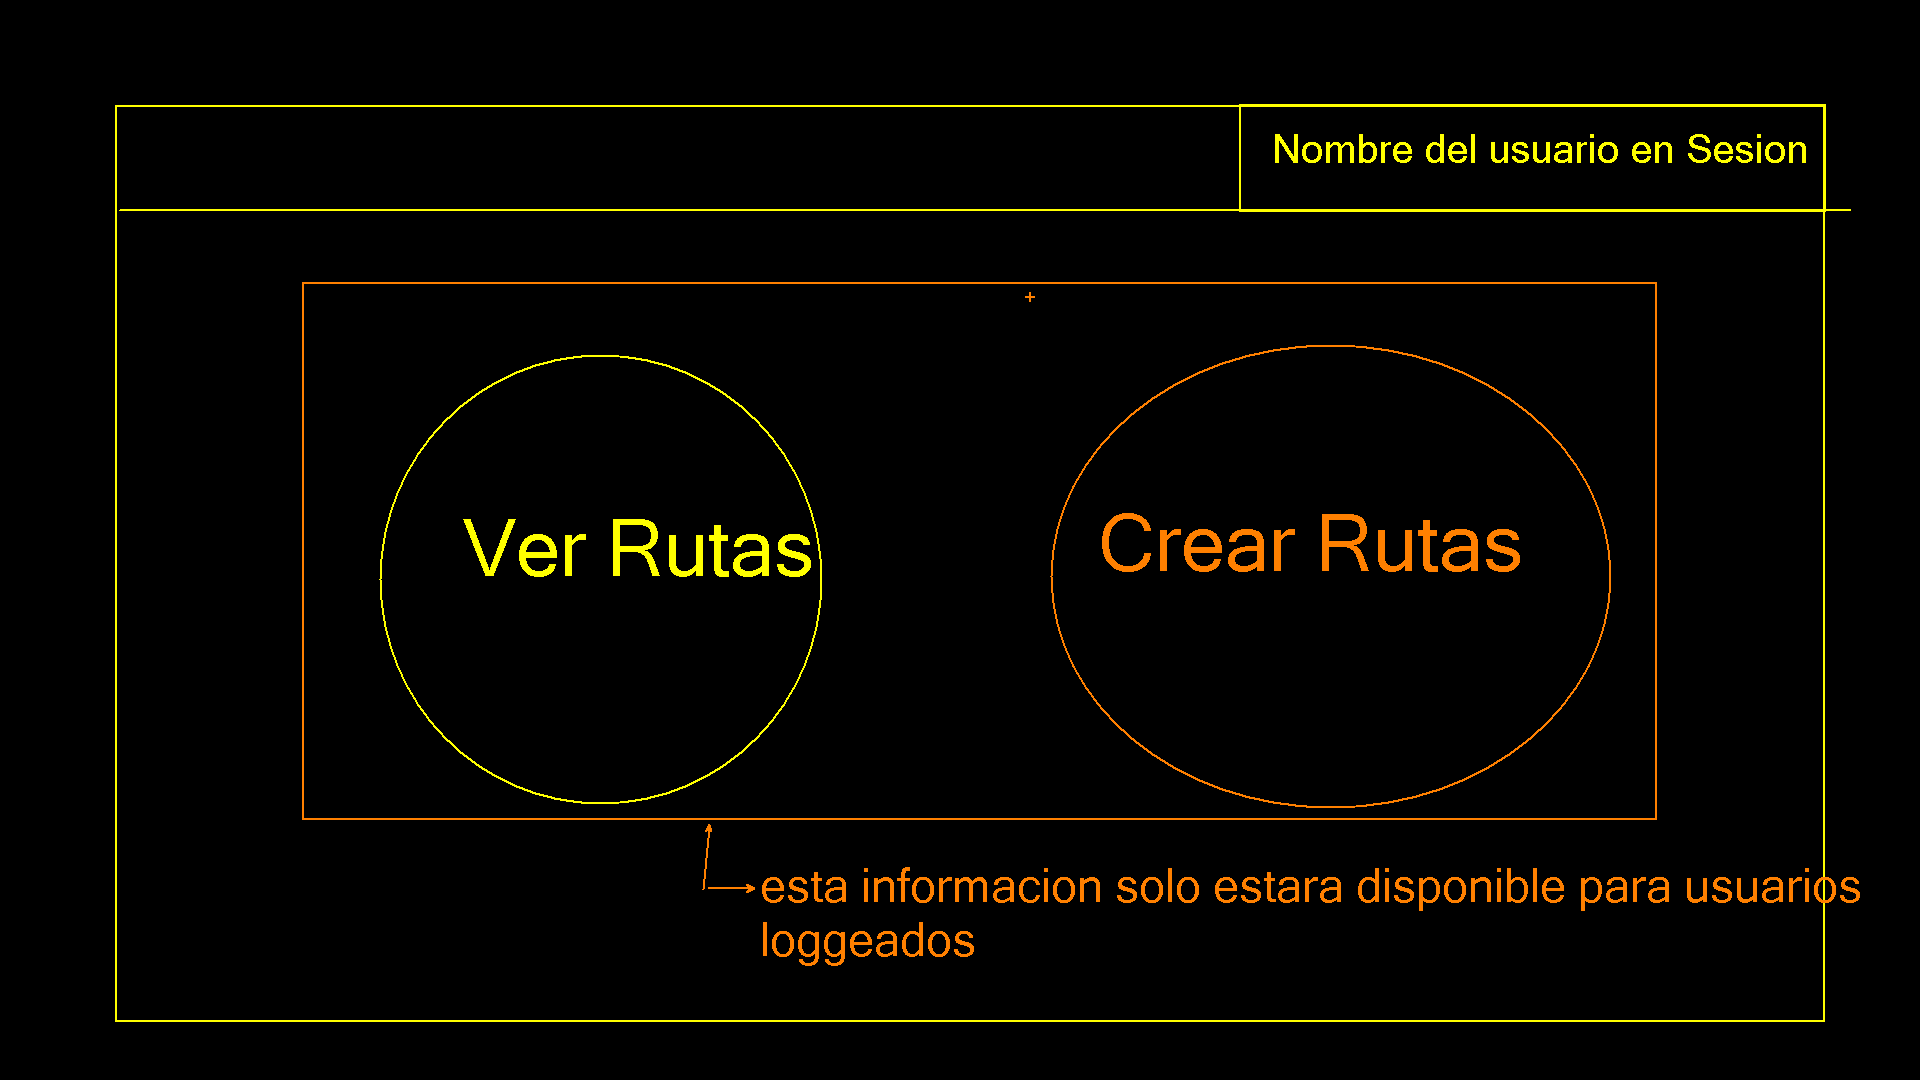 Nombre del usuario en Sesion
Ver Rutas
Crear Rutas
esta informacion solo estara disponible para usuarios
loggeados